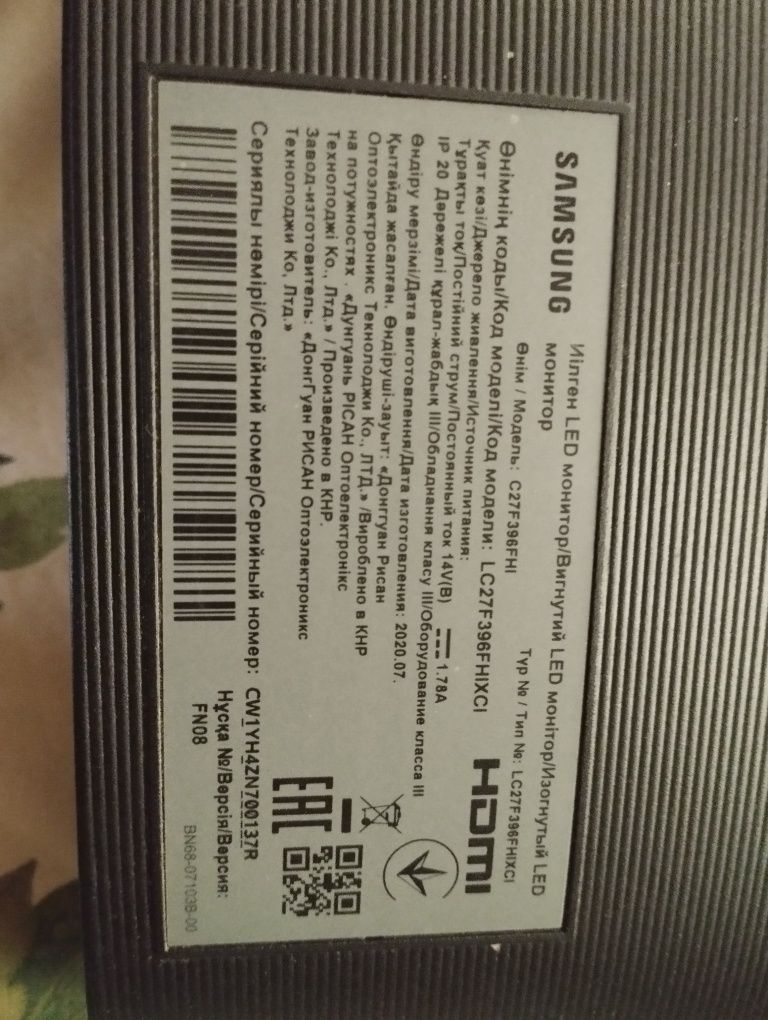 SAMSUNG
Иілген LED монитор/Вигнутий LED монітор/Изогнутый LED
монитор
Өнім / Модель: C27F396FHI
Тұр № / Тип №: LC27F396FHIXCI
Өнімнің коды/Код моделі/Код модели: LC27F396FHIXCI
Қуат көзі/Джерело живлення/Источник питания:
Тұрақты тоқ/Постійний струм/Постоянный ток 14V(В) 1.78A
IP 20 Дәрежелі құрал-жабдық III/Обладнання класу III/Оборудование класса III
Өндіру мерзімі/Дата виготовлення/Дата изготовления: 2020.07.
Қытайда жасалған. Өндіруші-зауыт: «Донггуан Рисан
Оптоэлектроникс Текнолоджи Ко., ЛТД.» /Вироблено в КНР
на потужностях . «Дунгуань РІСАН Оптоелектронікс
Технолоджі Ко., Лтд.» / Произведено в КНР.
Завод-изготовитель: «ДонгГуан РИСАН Оптоэлектроникс
Технолоджи Ко, Лтд.»
HDMI
EAC
Сериялы нөмірі/Серійний номер/Серийный номер: CW1YH4ZN700137R
Нұсқа №/Версія/Версия:
FN08
BN68-07103B-00